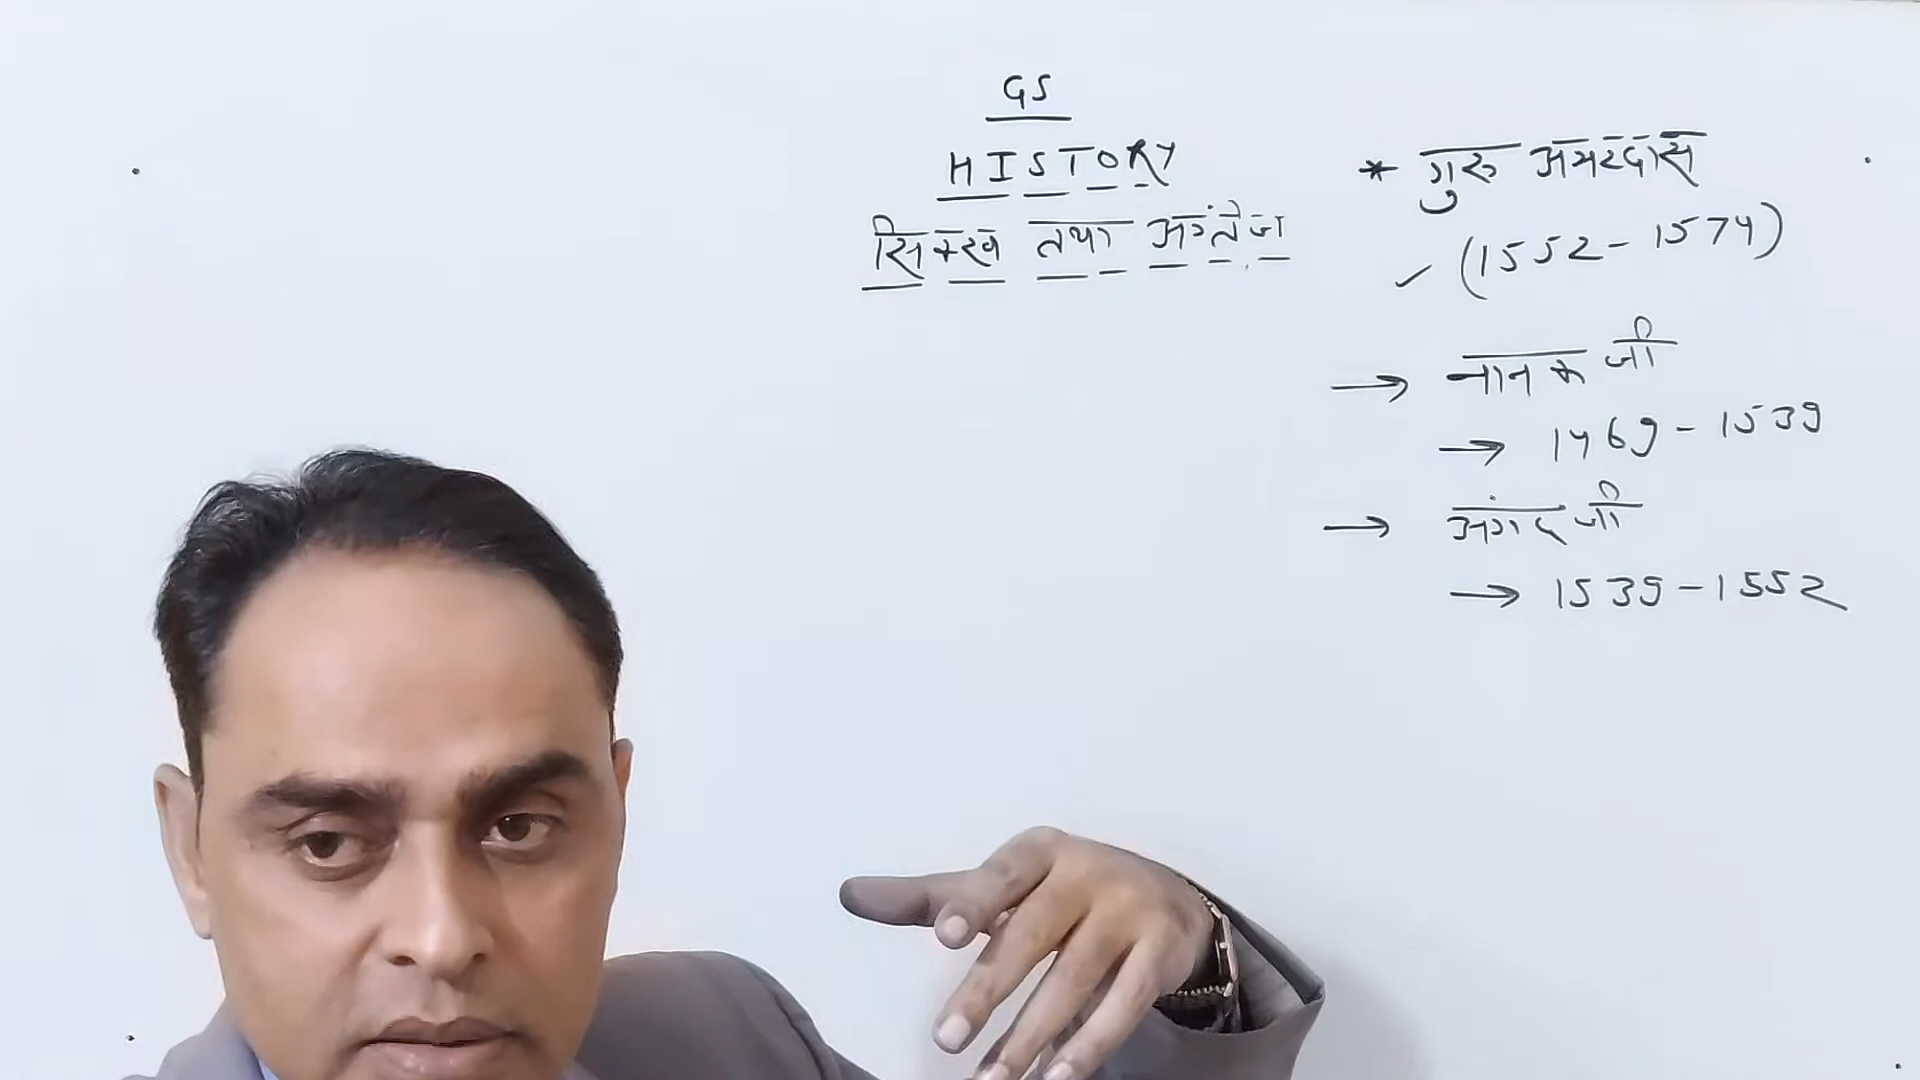 GS
HISTORY
सिक्ख तथा अंग्रेज
* गुरु अमरदास
(1552-1574)
→ नानक जी
→ 1469-1539
→ अंगद जी
→ 1539-1552